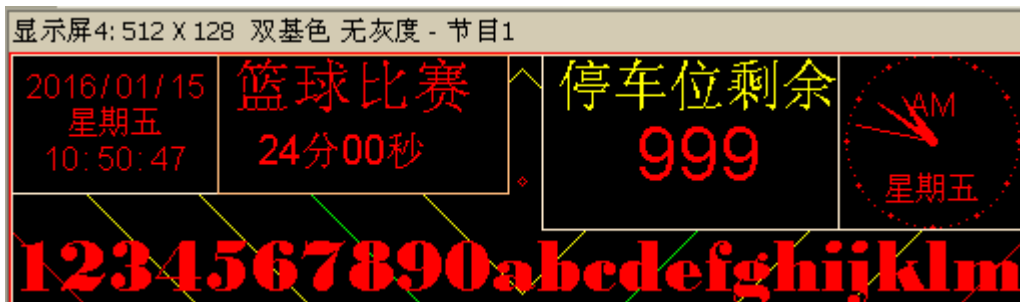 显示屏4: 512 X 128 双基色 无灰度 - 节目1
2016/01/15
星期五
10:50:47
篮球比赛
24分00秒
停车位剩余
999
AM
星期五
1234567890abcdefghijklm